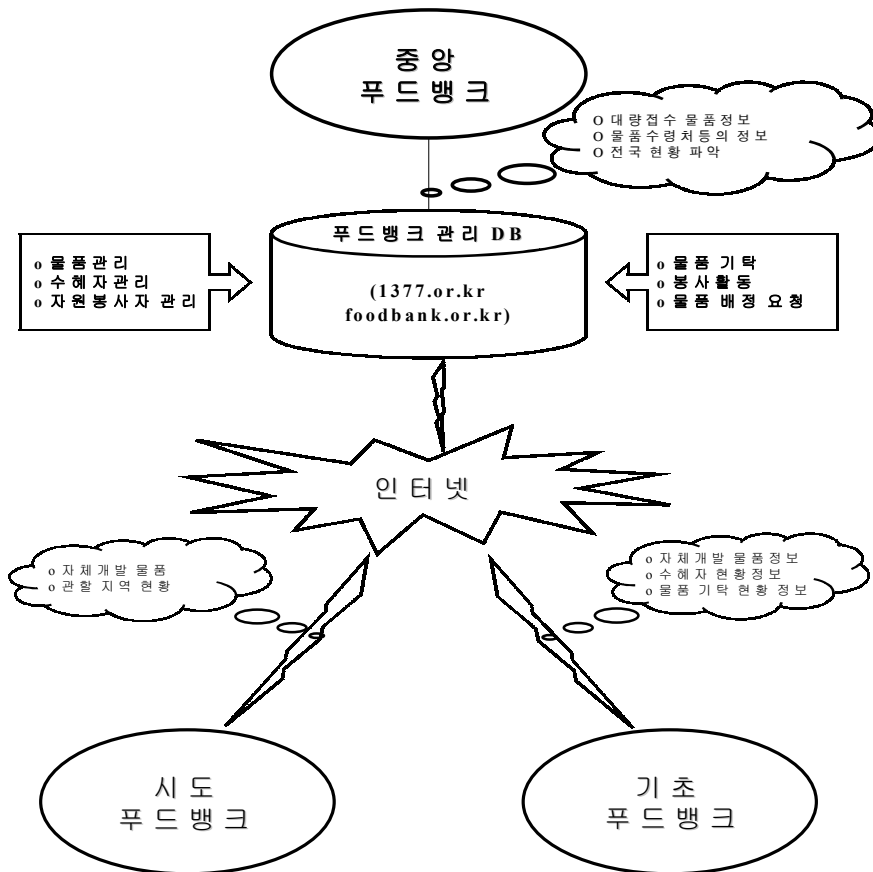 중앙
푸드뱅크
O 대량접수 물품정보
O 물품수령처등의 정보
O 전국 현황 파악
푸드뱅크 관리 DB
(1377.or.kr
foodbank.or.kr)
o 물품관리
o 수혜자관리
o 자원봉사자 관리
o 물품 기탁
o 봉사활동
o 물품 배정 요청
인터넷
o 자체개발 물품
o 관할 지역 현황
o 자체개발 물품정보
o 수혜자 현황정보
o 물품 기탁 현황 정보
시도
푸드뱅크
기초
푸드뱅크